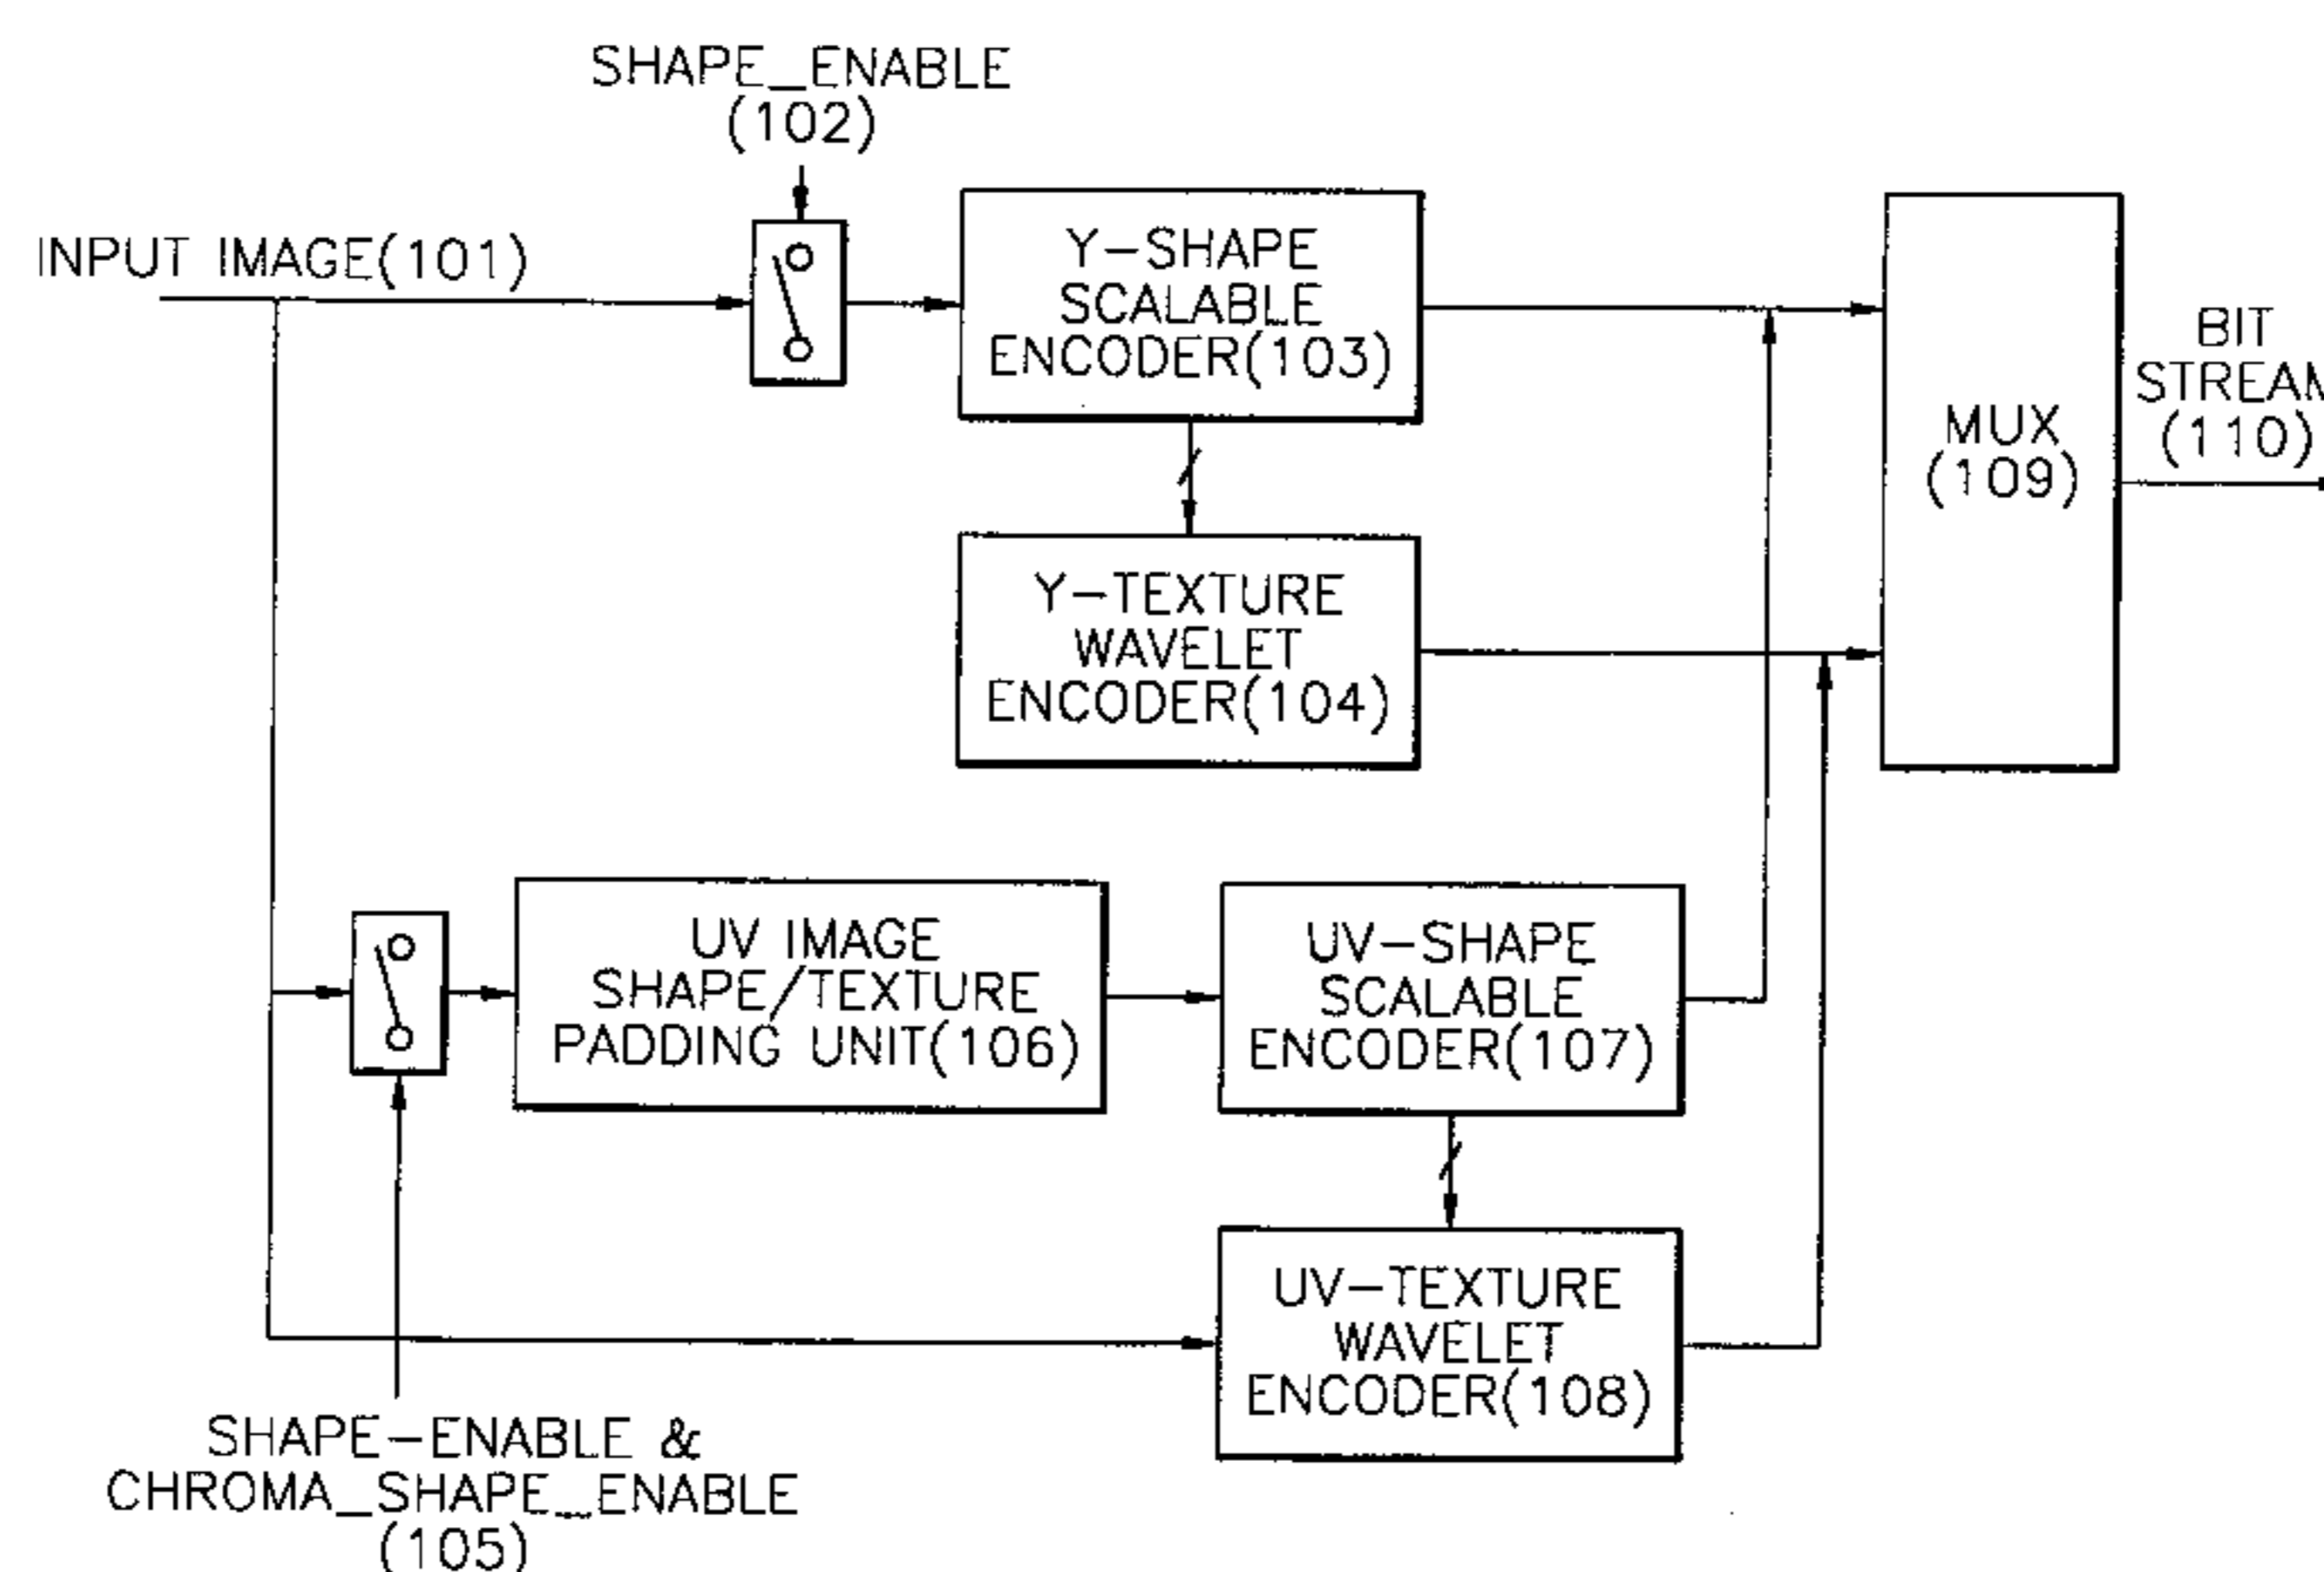 SHAPE_ENABLE
(102)
INPUT IMAGE(101)
Y-SHAPE
SCALABLE
ENCODER(103)
BIT
STREAM
(110)
MUX
(109)
Y-TEXTURE
WAVELET
ENCODER(104)
UV IMAGE
SHAPE/TEXTURE
PADDING UNIT(106)
UV-SHAPE
SCALABLE
ENCODER(107)
UV-TEXTURE
WAVELET
ENCODER(108)
SHAPE-ENABLE &
CHROMA_SHAPE_ENABLE
(105)